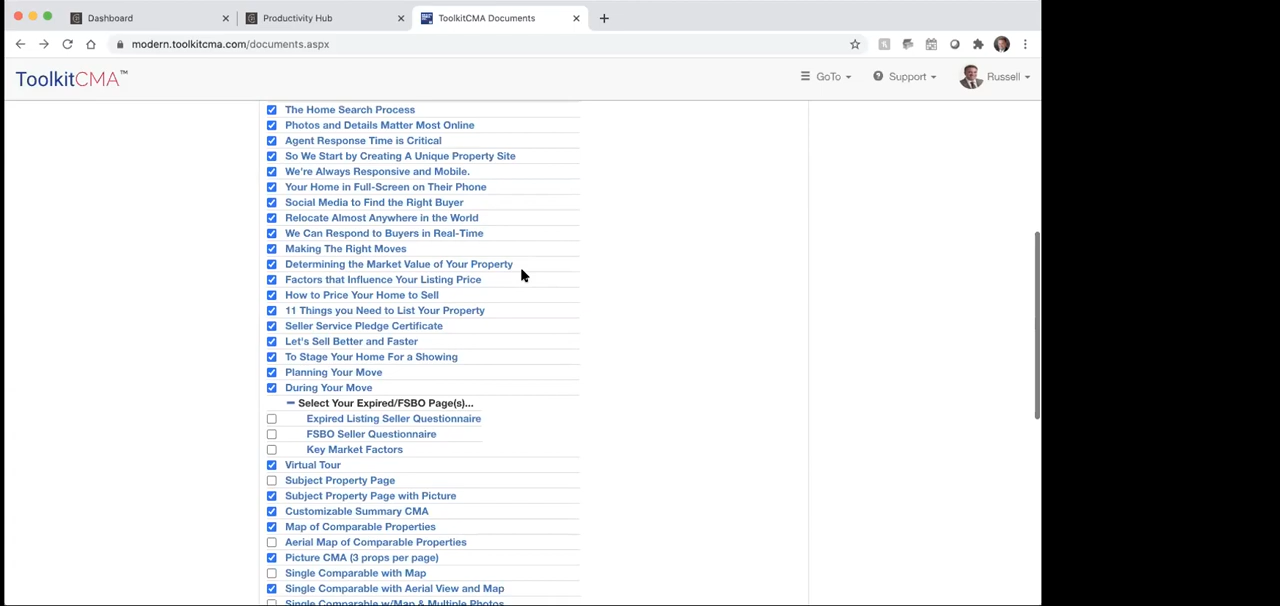 Dashboard
Productivity Hub
ToolkitCMA Documents
modern.toolkitcma.com/documents.aspx
ToolkitCMA™
GoTo
Support
Russell
The Home Search Process
Photos and Details Matter Most Online
Agent Response Time is Critical
So We Start by Creating A Unique Property Site
We're Always Responsive and Mobile.
Your Home in Full-Screen on Their Phone
Social Media to Find the Right Buyer
Relocate Almost Anywhere in the World
We Can Respond to Buyers in Real-Time
Making The Right Moves
Determining the Market Value of Your Property
Factors that Influence Your Listing Price
How to Price Your Home to Sell
11 Things you Need to List Your Property
Seller Service Pledge Certificate
Let's Sell Better and Faster
To Stage Your Home For a Showing
Planning Your Move
During Your Move
Select Your Expired/FSBO Page(s)...
Expired Listing Seller Questionnaire
FSBO Seller Questionnaire
Key Market Factors
Virtual Tour
Subject Property Page
Subject Property Page with Picture
Customizable Summary CMA
Map of Comparable Properties
Aerial Map of Comparable Properties
Picture CMA (3 props per page)
Single Comparable with Map
Single Comparable with Aerial View and Map
Single Comparable w/Map & Multiple Photos